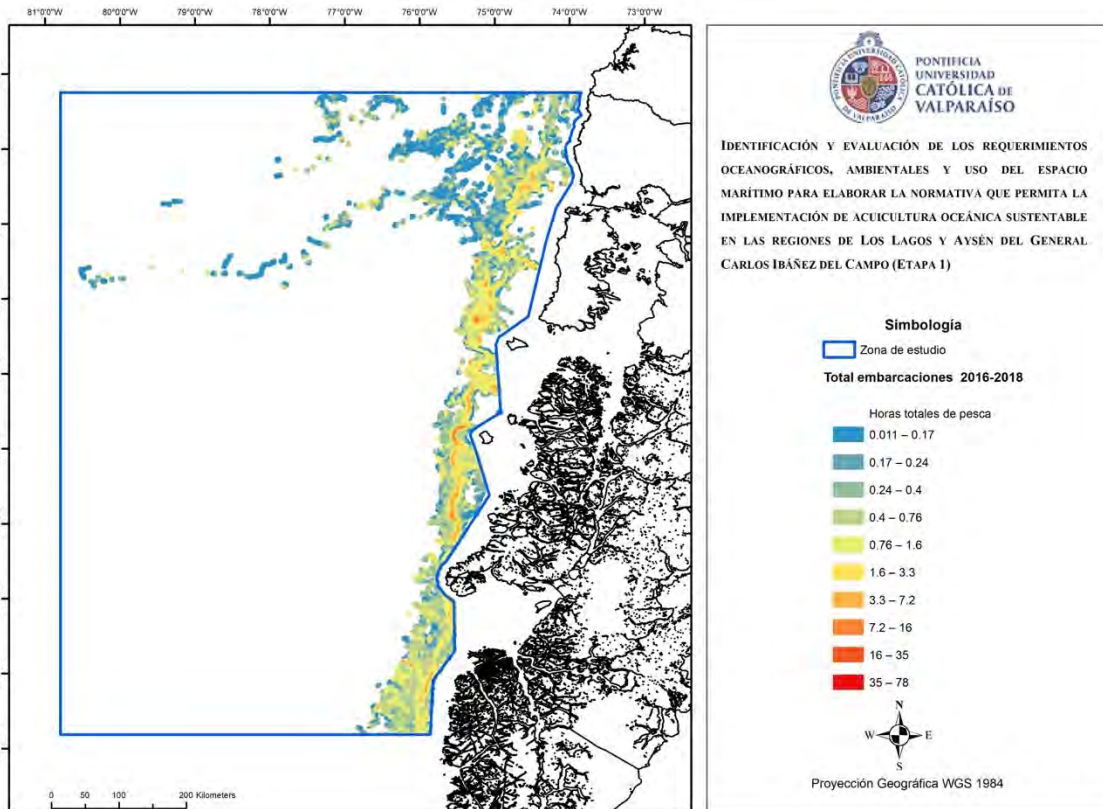 81°0'0"W 80°0'0"W 79°0'0"W 78°0'0"W 77°0'0"W 76°0'0"W 75°0'0"W 74°0'0"W 73°0'0"W
0 50 100 200 Kilometers
PONTIFICIA
UNIVERSIDAD
CATÓLICA DE
VALPARAÍSO
IDENTIFICACIÓN Y EVALUACIÓN DE LOS REQUERIMIENTOS
OCEANOGRÁFICOS, AMBIENTALES Y USO DEL ESPACIO
MARÍTIMO PARA ELABORAR LA NORMATIVA QUE PERMITA LA
IMPLEMENTACIÓN DE ACUICULTURA OCEÁNICA SUSTENTABLE
EN LAS REGIONES DE LOS LAGOS Y AYSÉN DEL GENERAL
CARLOS IBÁÑEZ DEL CAMPO (ETAPA 1)
Simbología
Zona de estudio
Total embarcaciones 2016-2018
Horas totales de pesca
0.011 – 0.17
0.17 – 0.24
0.24 – 0.4
0.4 – 0.76
0.76 – 1.6
1.6 – 3.3
3.3 – 7.2
7.2 – 16
16 – 35
35 – 78
N
W E
S
Proyección Geográfica WGS 1984